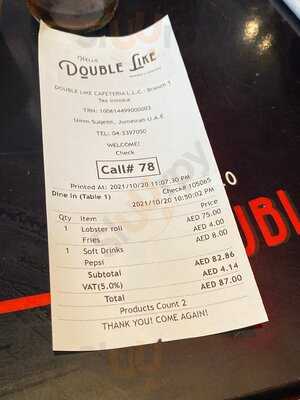 Hello
DOUBLE LIKE
DOUBLE LIKE CAFETERIA L.L.C- Branch 1
Tax Invoice
TRN: 100614499000003
Umm Suqeim, Jumeirah U.A.E
TEL: 04-3397050
WELCOME!
Check
Call# 78
Printed At: 2021/10/20 11:07:30 PM
Dine In (Table 1) Check# 105065
2021/10/20 10:50:02 PM
Qty Item Price
1 Lobster roll AED 75.00
Fries AED 4.00
1 Soft Drinks AED 8.00
Pepsi
Subtotal AED 82.86
VAT(5.0%) AED 4.14
Total AED 87.00
Products Count 2
THANK YOU! COME AGAIN!